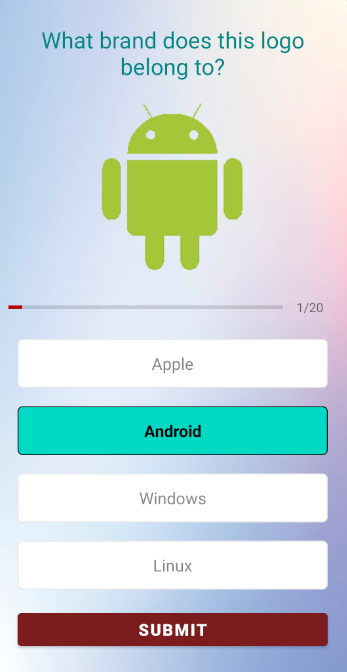 What brand does this logo
belong to?
1/20
Apple
Android
Windows
Linux
SUBMIT